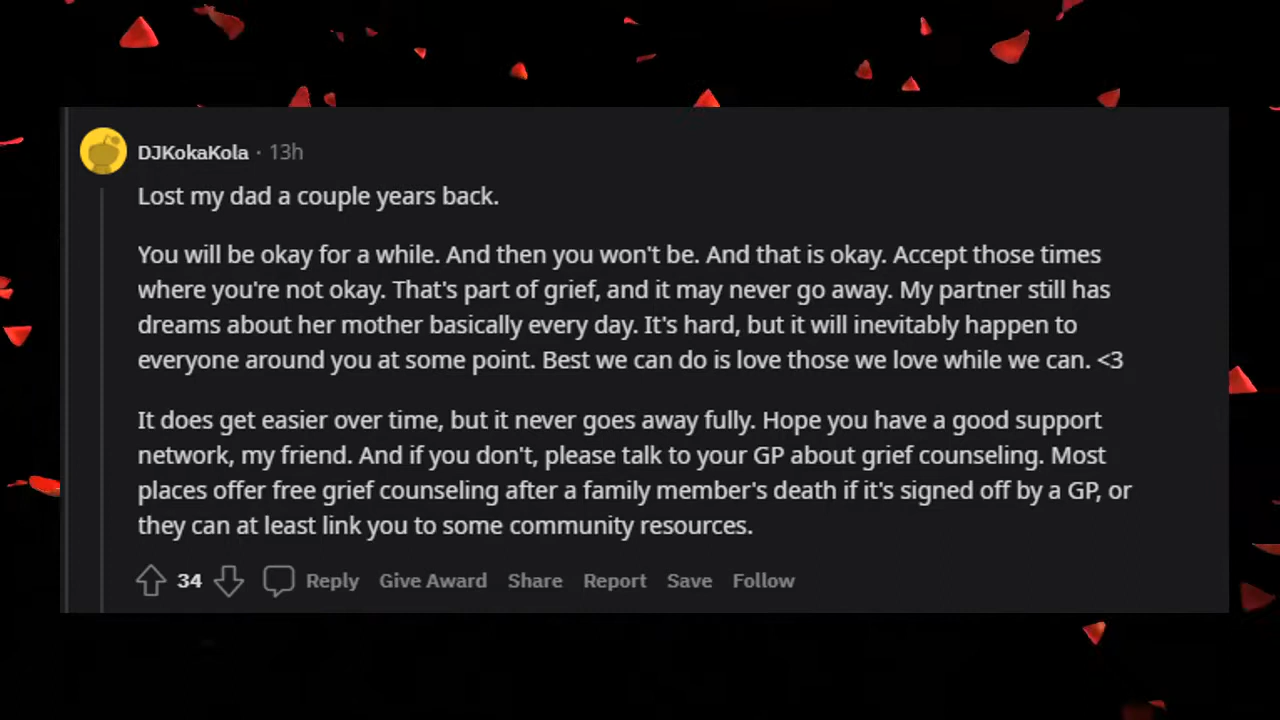 DJKokaKola · 13h
Lost my dad a couple years back.
You will be okay for a while. And then you won't be. And that is okay. Accept those times
where you're not okay. That's part of grief, and it may never go away. My partner still has
dreams about her mother basically every day. It's hard, but it will inevitably happen to
everyone around you at some point. Best we can do is love those we love while we can. <3
It does get easier over time, but it never goes away fully. Hope you have a good support
network, my friend. And if you don't, please talk to your GP about grief counseling. Most
places offer free grief counseling after a family member's death if it's signed off by a GP, or
they can at least link you to some community resources.
34 Reply Give Award Share Report Save Follow